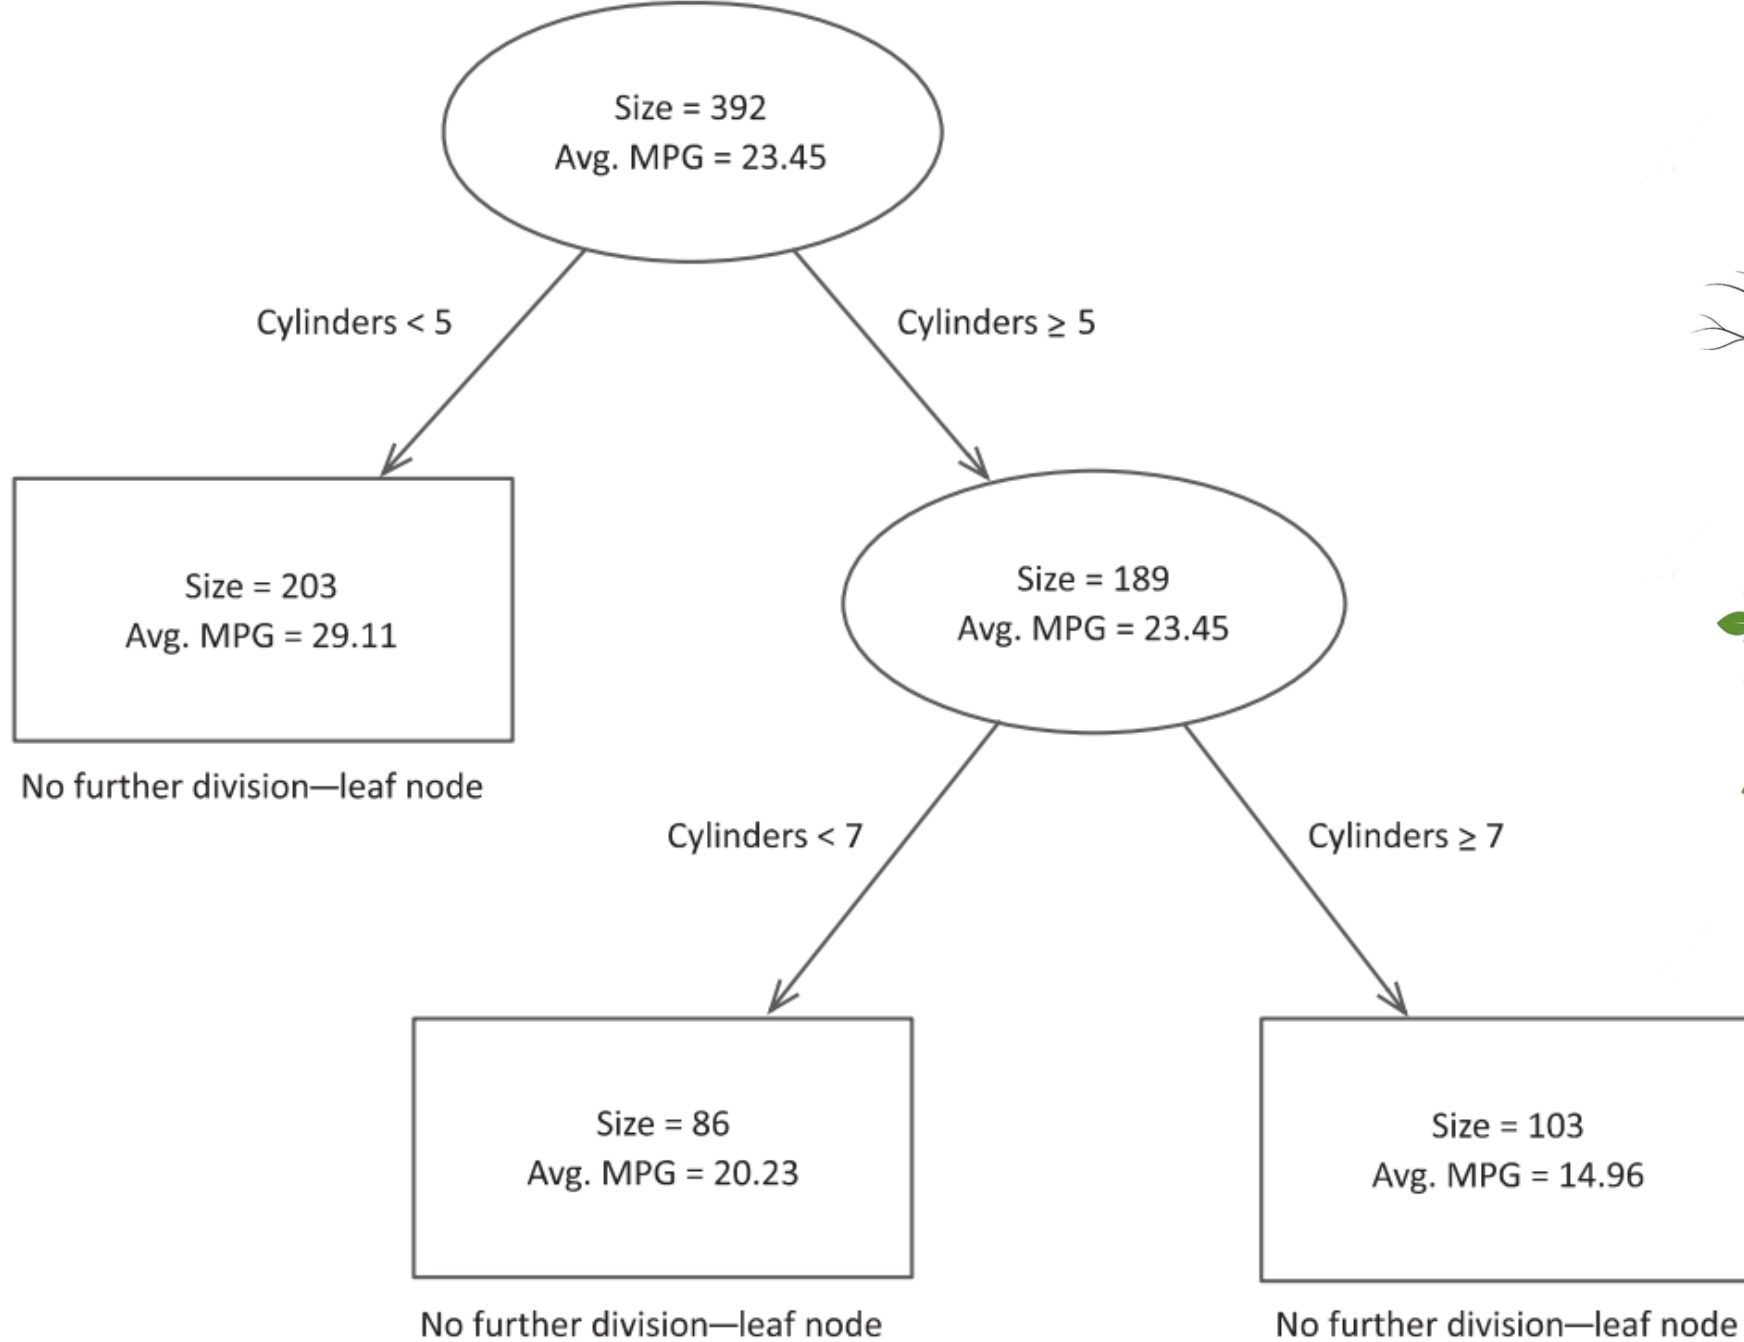 Size = 392
Avg. MPG = 23.45
Cylinders < 5
Cylinders ≥ 5
Size = 203
Avg. MPG = 29.11
Size = 189
Avg. MPG = 23.45
No further division—leaf node
Cylinders < 7
Cylinders ≥ 7
Size = 86
Avg. MPG = 20.23
Size = 103
Avg. MPG = 14.96
No further division—leaf node
No further division—leaf node